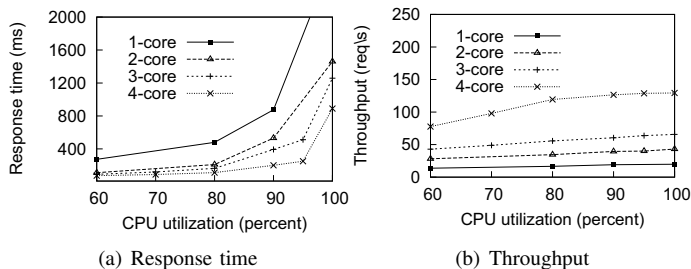 Response time (ms)
2000
1600
1200
800
400
1-core
2-core
3-core
4-core
60 70 80 90 100
CPU utilization (percent)
(a) Response time
Throughput (req\s)
250
200
150
100
50
0
1-core
2-core
3-core
4-core
60 70 80 90 100
CPU utilization (percent)
(b) Throughput